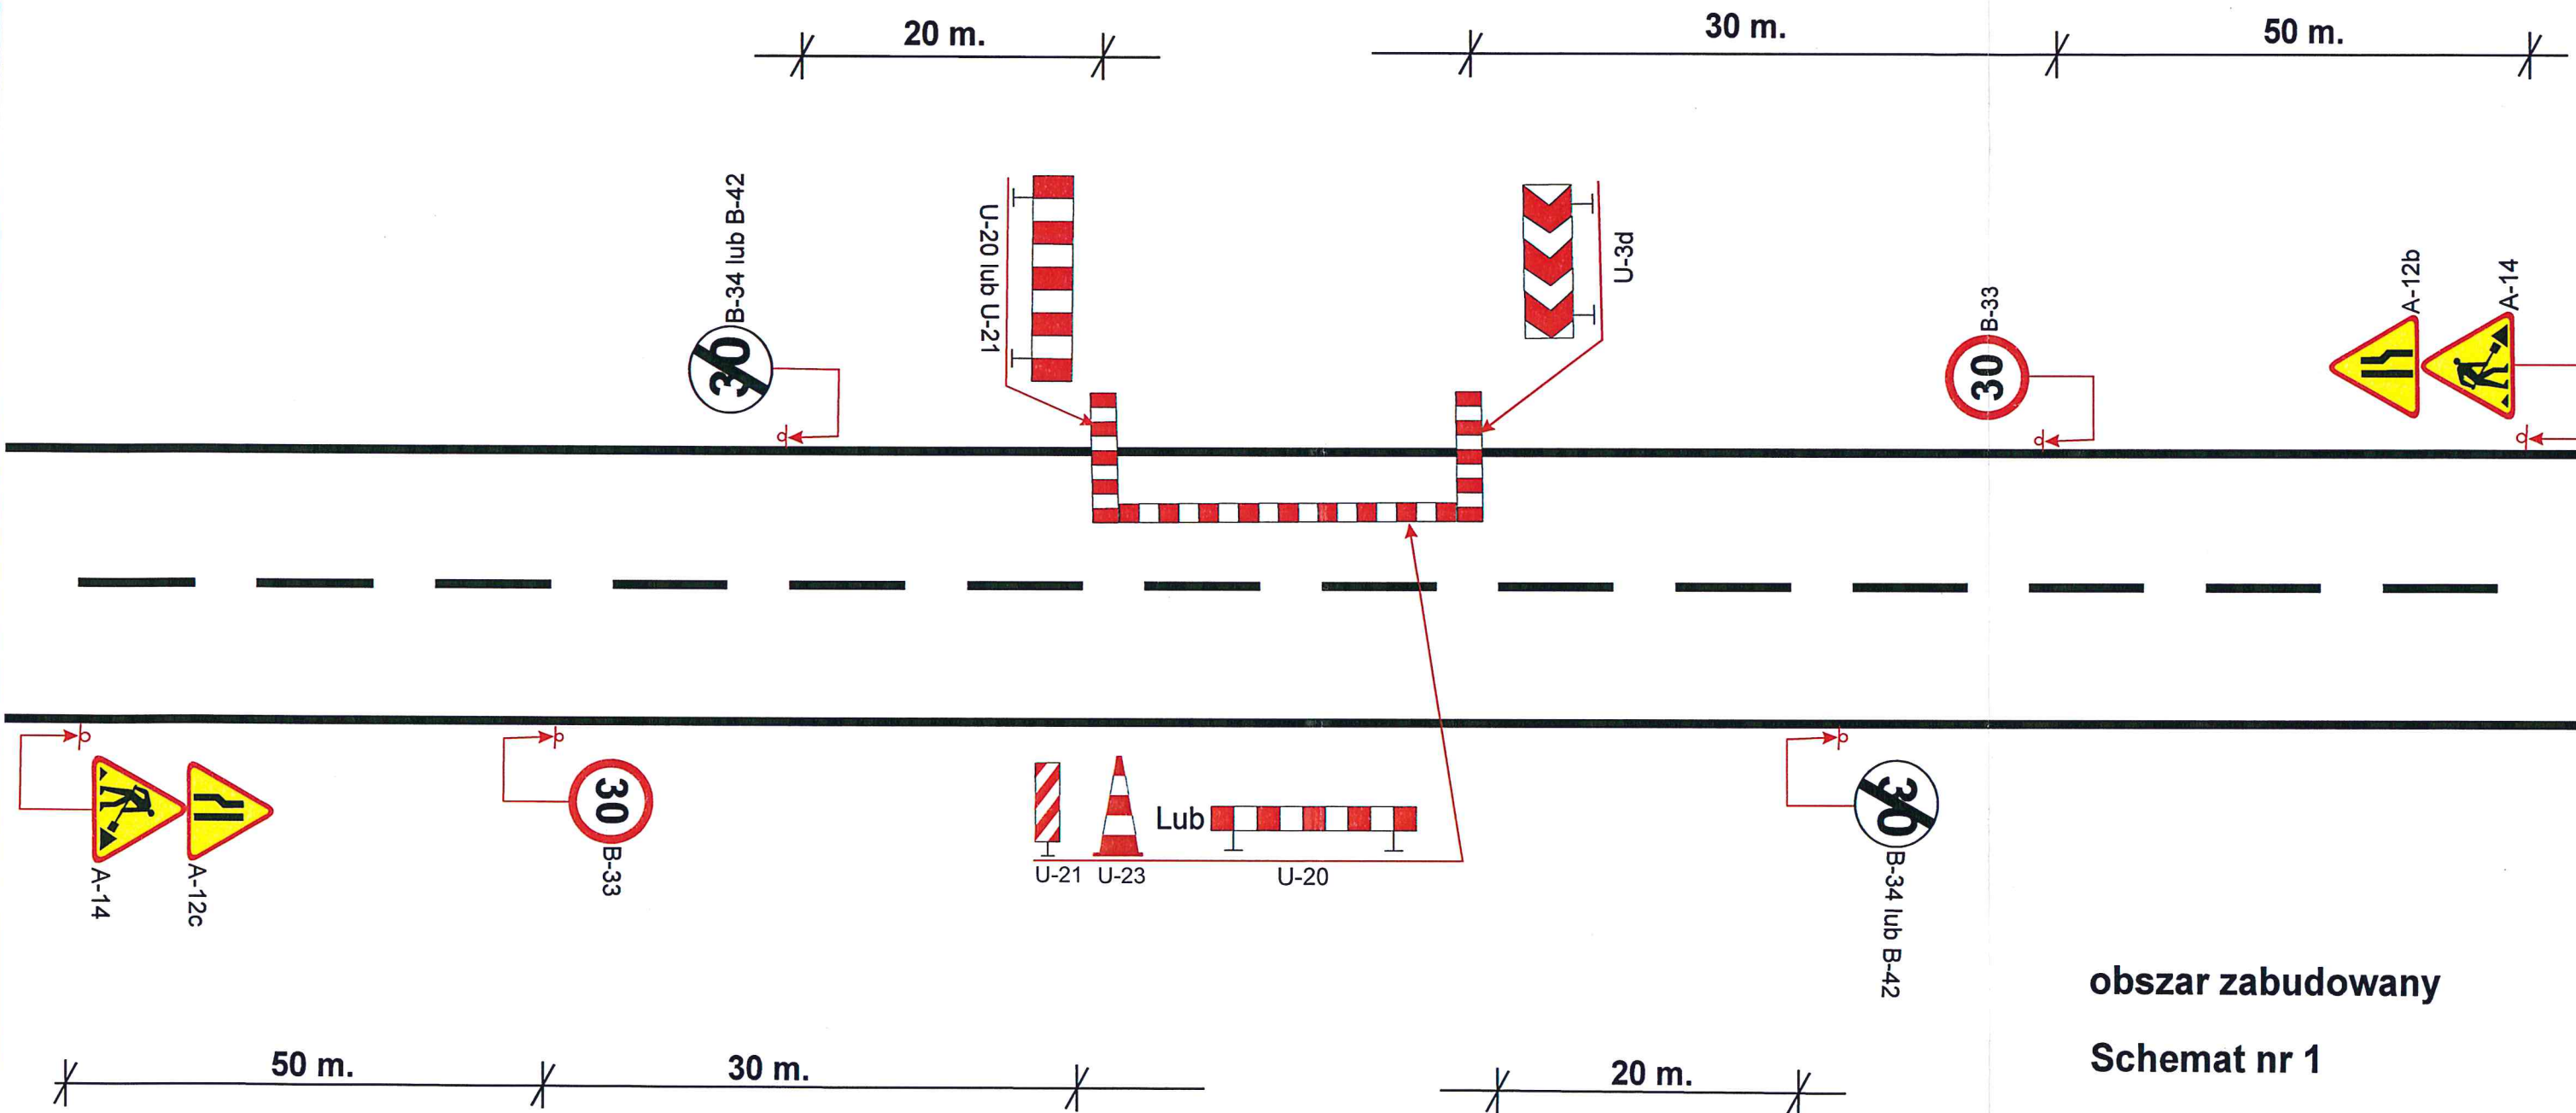 20 m.
30 m.
50 m.
B-34 lub B-42
30
U-20 lub U-21
U-3d
B-33
30
A-12b
A-14
A-14
A-12c
30
B-33
U-21
U-23
Lub
U-20
30
B-34 lub B-42
obszar zabudowany
Schemat nr 1
50 m.
30 m.
20 m.